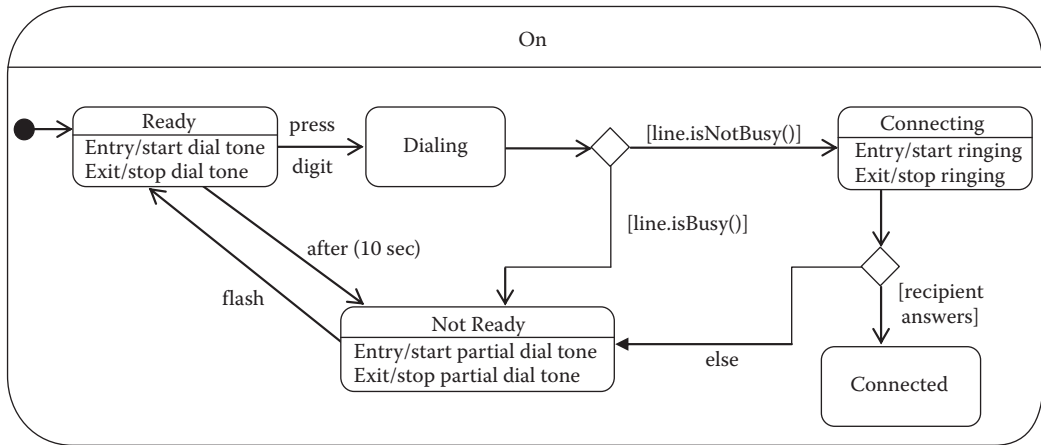 On
Ready
Entry/start dial tone
Exit/stop dial tone
press
digit
Dialing
[line.isNotBusy()]
Connecting
Entry/start ringing
Exit/stop ringing
[line.isBusy()]
after (10 sec)
flash
Not Ready
Entry/start partial dial tone
Exit/stop partial dial tone
else
[recipient
answers]
Connected